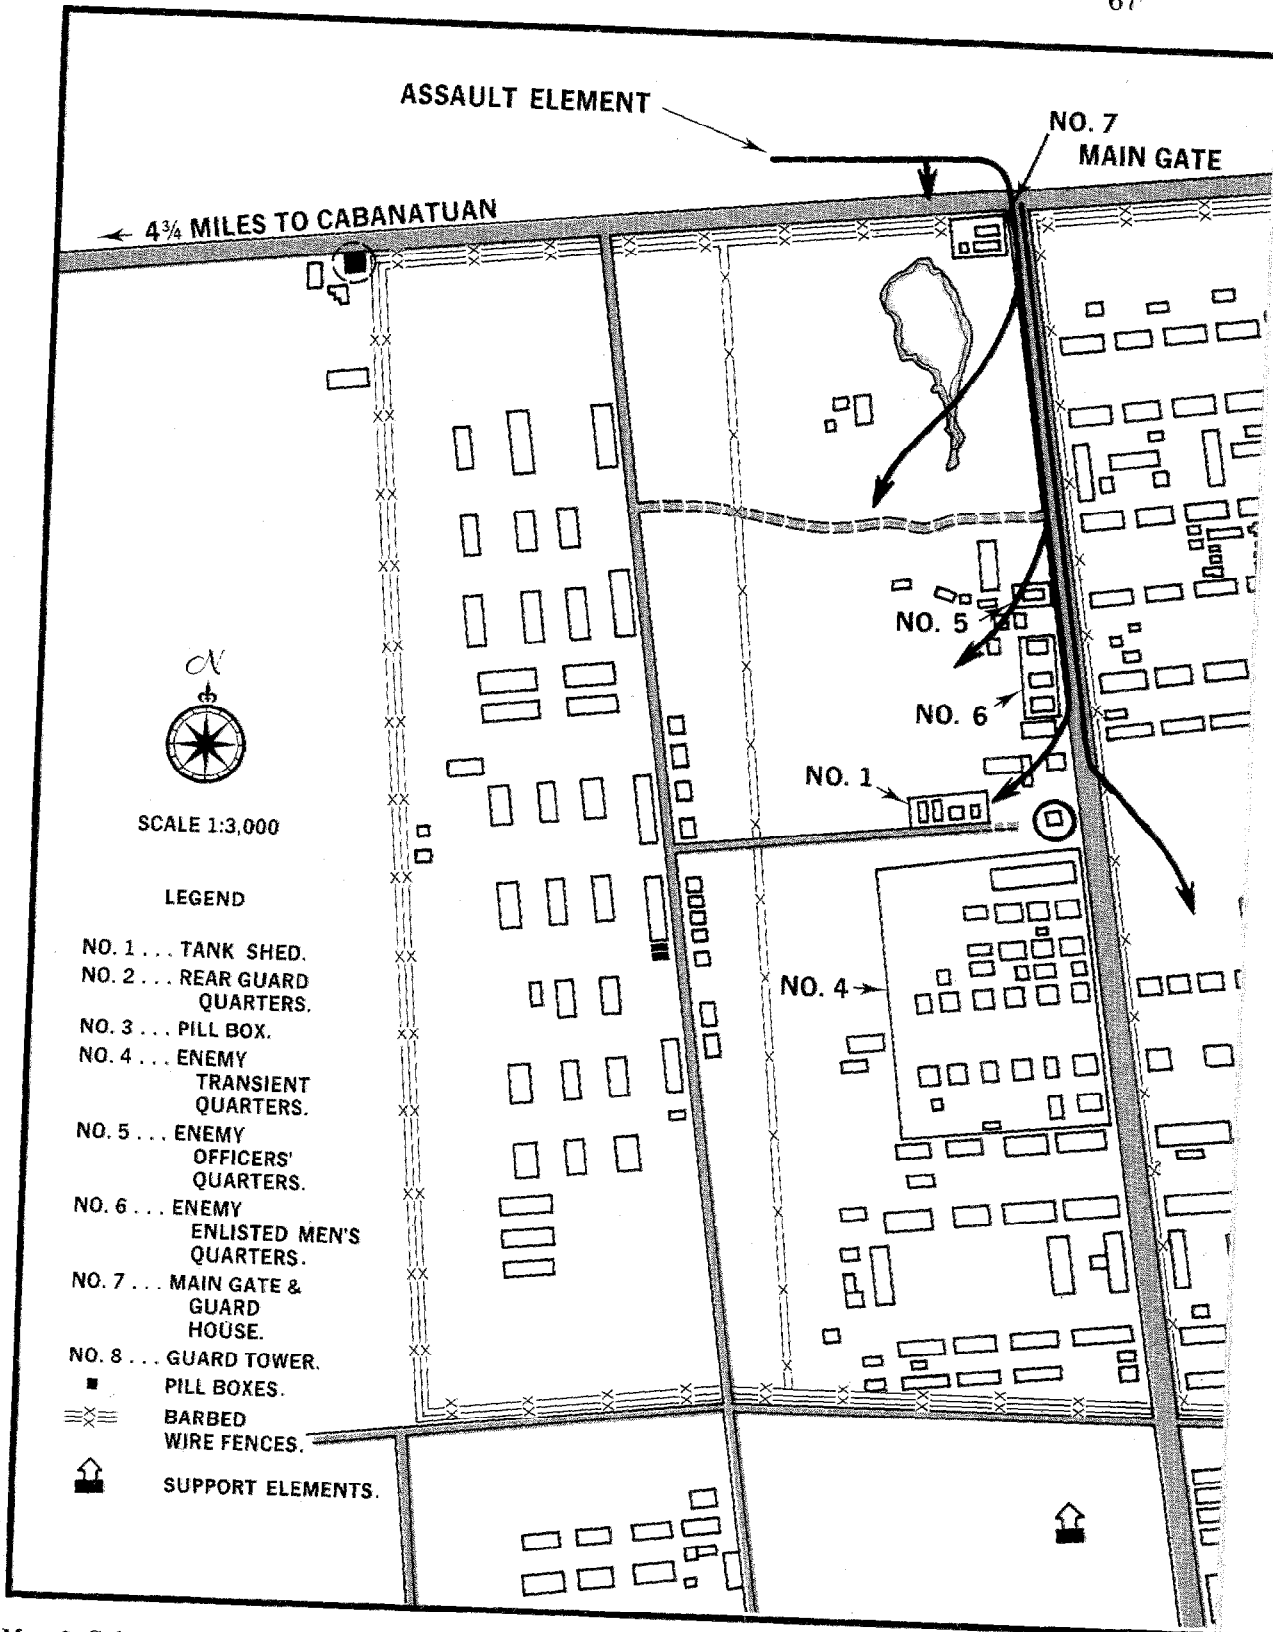 67
ASSAULT ELEMENT
NO. 7
MAIN GATE
← 4¾ MILES TO CABANATUAN
NO. 5
N
NO. 6
NO. 1
SCALE 1:3,000
LEGEND
NO. 4
NO. 1 ... TANK SHED.
NO. 2 ... REAR GUARD
QUARTERS.
NO. 3 ... PILL BOX.
NO. 4 ... ENEMY
TRANSIENT
QUARTERS.
NO. 5 ... ENEMY
OFFICERS'
QUARTERS.
NO. 6 ... ENEMY
ENLISTED MEN'S
QUARTERS.
NO. 7 ... MAIN GATE &
GUARD
HOUSE.
NO. 8 ... GUARD TOWER.
PILL BOXES.
BARBED
WIRE FENCES.
SUPPORT ELEMENTS.